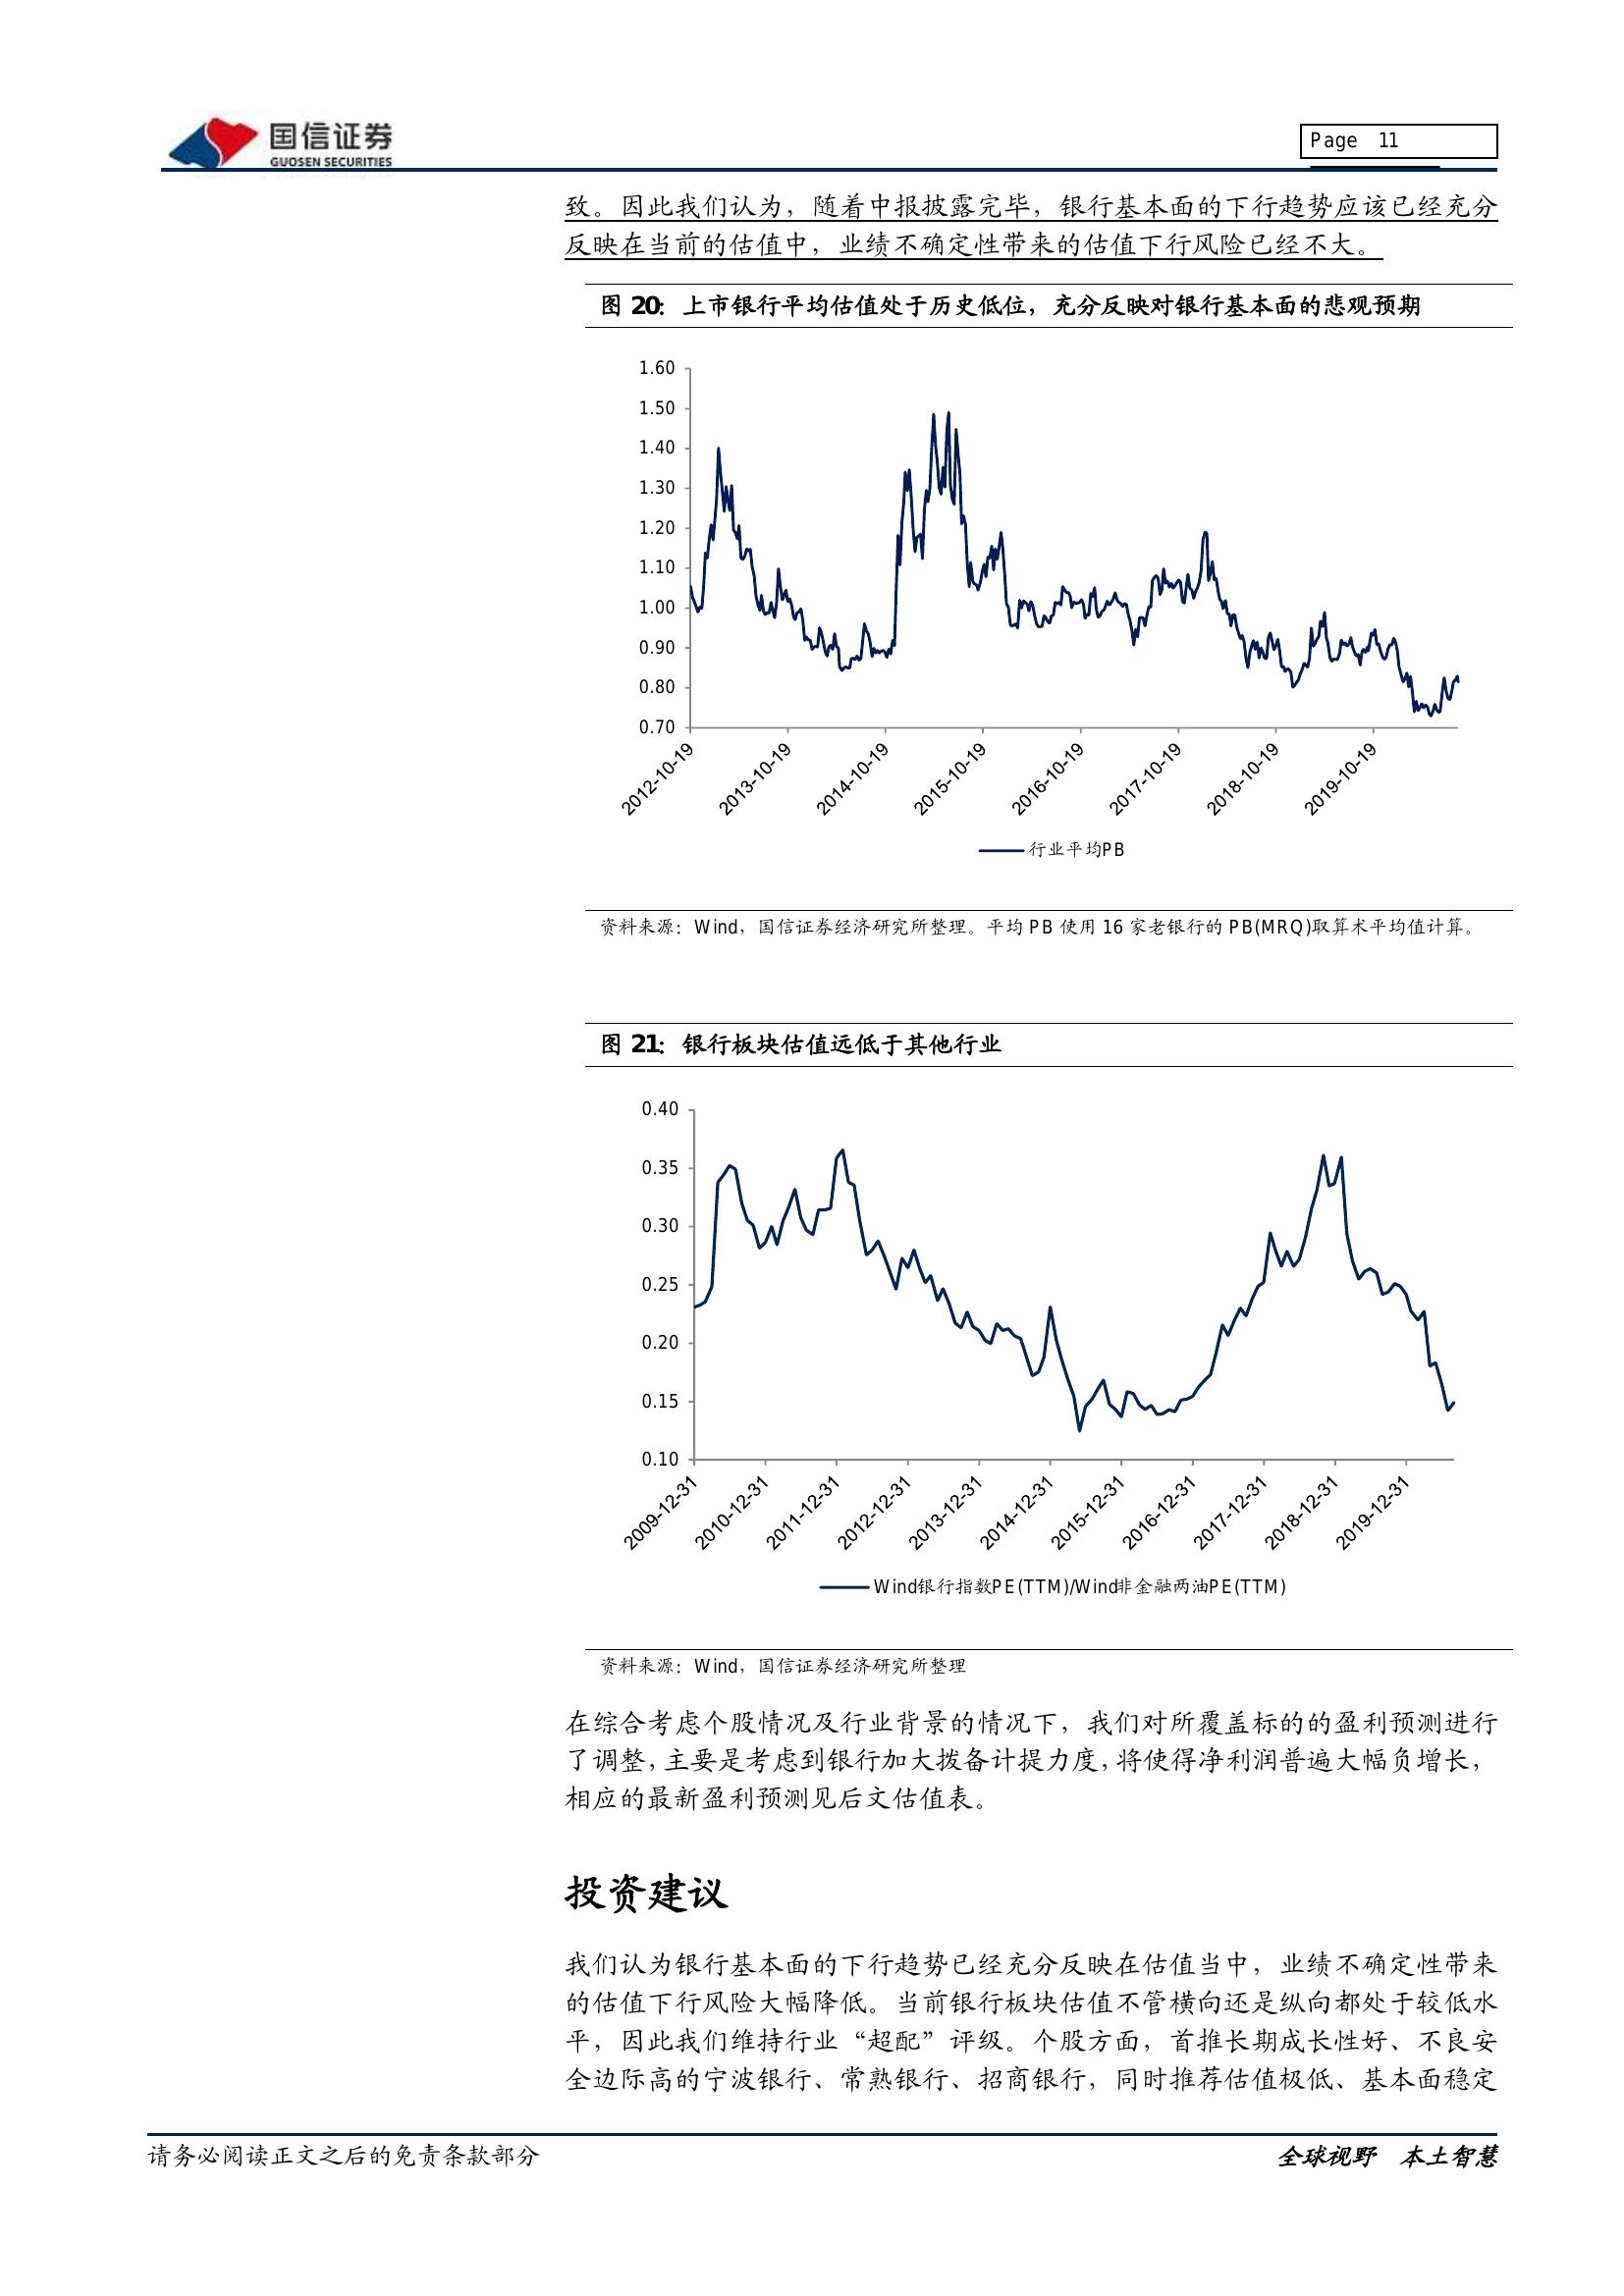 国信证券
GUOSEN SECURITIES
Page 11
致。因此我们认为，随着中报披露完毕，银行基本面的下行趋势应该已经充分
反映在当前的估值中，业绩不确定性带来的估值下行风险已经不大。
图 20：上市银行平均估值处于历史低位，充分反映对银行基本面的悲观预期
1.60
1.50
1.40
1.30
1.20
1.10
1.00
0.90
0.80
0.70
2012-10-19
2013-10-19
2014-10-19
2015-10-19
2016-10-19
2017-10-19
2018-10-19
2019-10-19
行业平均PB
资料来源：Wind，国信证券经济研究所整理。平均 PB 使用 16 家老银行的 PB(MRQ)取算术平均值计算。
图 21：银行板块估值远低于其他行业
0.40
0.35
0.30
0.25
0.20
0.15
0.10
2009-12-31
2010-12-31
2011-12-31
2012-12-31
2013-12-31
2014-12-31
2015-12-31
2016-12-31
2017-12-31
2018-12-31
2019-12-31
Wind银行指数PE(TTM)/Wind非金融两油PE(TTM)
资料来源：Wind，国信证券经济研究所整理
在综合考虑个股情况及行业背景的情况下，我们对所覆盖标的的盈利预测进行
了调整，主要是考虑到银行加大拨备计提力度，将使得净利润普遍大幅负增长，
相应的最新盈利预测见后文估值表。
投资建议
我们认为银行基本面的下行趋势已经充分反映在估值当中，业绩不确定性带来
的估值下行风险大幅降低。当前银行板块估值不管横向还是纵向都处于较低水
平，因此我们维持行业“超配”评级。个股方面，首推长期成长性好、不良安
全边际高的宁波银行、常熟银行、招商银行，同时推荐估值极低、基本面稳定
请务必阅读正文之后的免责条款部分
全球视野 本土智慧